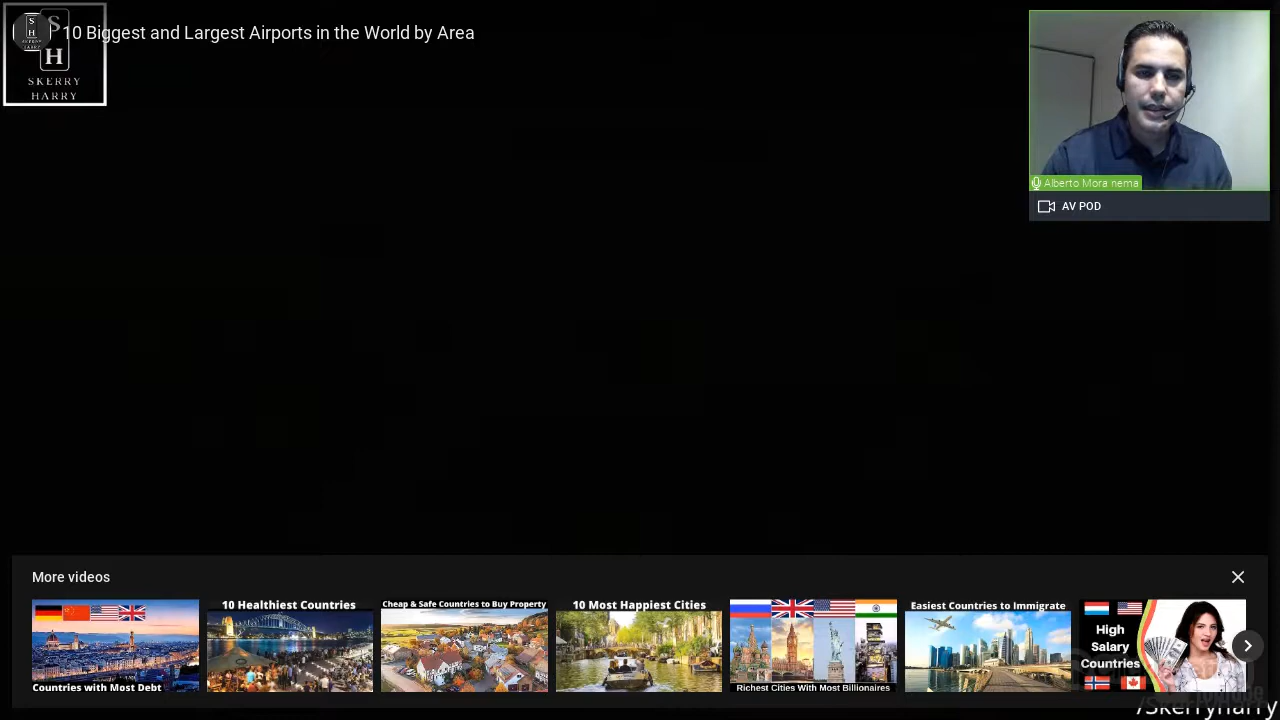 S
H
SKERRY
HARRY
10 Biggest and Largest Airports in the World by Area
Alberto Mora nema
AV POD
More videos
Countries with Most Debt
10 Healthiest Countries
Cheap & Safe Countries to Buy Property
10 Most Happiest Cities
Richest Cities With Most Billionaires
Easiest Countries to Immigrate
High
Salary
Countries
/Skerryharry